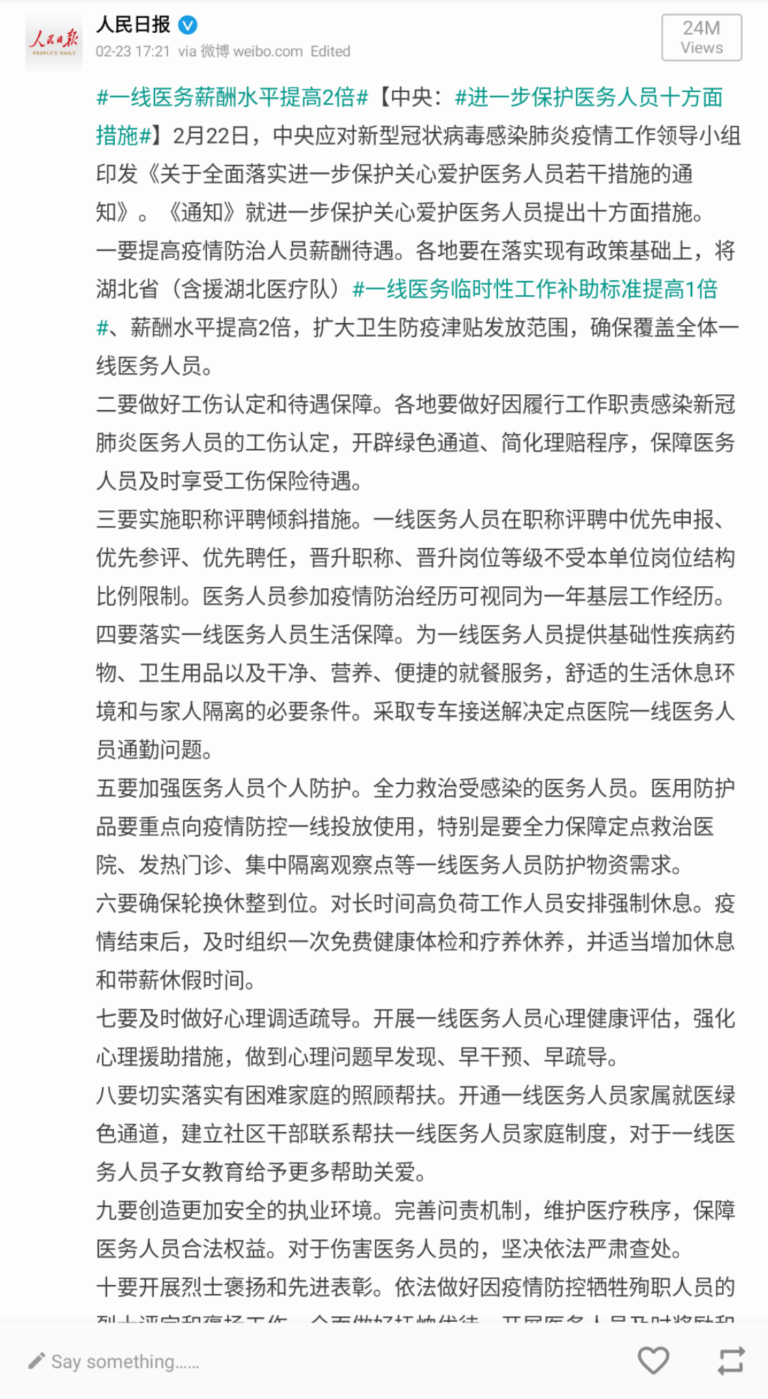 人民日报
PEOPLE'S DAILY
人民日报
02-23 17:21 via 微博 weibo.com Edited
24M
Views
#一线医务薪酬水平提高2倍#【中央：#进一步保护医务人员十方面
措施#】2月22日，中央应对新型冠状病毒感染肺炎疫情工作领导小组
印发《关于全面落实进一步保护关心爱护医务人员若干措施的通
知》。《通知》就进一步保护关心爱护医务人员提出十方面措施。
一要提高疫情防治人员薪酬待遇。各地要在落实现有政策基础上，将
湖北省（含援湖北医疗队）#一线医务临时性工作补助标准提高1倍
#、薪酬水平提高2倍，扩大卫生防疫津贴发放范围，确保覆盖全体一
线医务人员。
二要做好工伤认定和待遇保障。各地要做好因履行工作职责感染新冠
肺炎医务人员的工伤认定，开辟绿色通道、简化理赔程序，保障医务
人员及时享受工伤保险待遇。
三要实施职称评聘倾斜措施。一线医务人员在职称评聘中优先申报、
优先参评、优先聘任，晋升职称、晋升岗位等级不受本单位岗位结构
比例限制。医务人员参加疫情防治经历可视同为一年基层工作经历。
四要落实一线医务人员生活保障。为一线医务人员提供基础性疾病药
物、卫生用品以及干净、营养、便捷的就餐服务，舒适的生活休息环
境和与家人隔离的必要条件。采取专车接送解决定点医院一线医务人
员通勤问题。
五要加强医务人员个人防护。全力救治受感染的医务人员。医用防护
品要重点向疫情防控一线投放使用，特别是要全力保障定点救治医
院、发热门诊、集中隔离观察点等一线医务人员防护物资需求。
六要确保轮换休整到位。对长时间高负荷工作人员安排强制休息。疫
情结束后，及时组织一次免费健康体检和疗养休养，并适当增加休息
和带薪休假时间。
七要及时做好心理调适疏导。开展一线医务人员心理健康评估，强化
心理援助措施，做到心理问题早发现、早干预、早疏导。
八要切实落实有困难家庭的照顾帮扶。开通一线医务人员家属就医绿
色通道，建立社区干部联系帮扶一线医务人员家庭制度，对于一线医
务人员子女教育给予更多帮助关爱。
九要创造更加安全的执业环境。完善问责机制，维护医疗秩序，保障
医务人员合法权益。对于伤害医务人员的，坚决依法严肃查处。
十要开展烈士褒扬和先进表彰。依法做好因疫情防控牺牲殉职人员的
Say something......